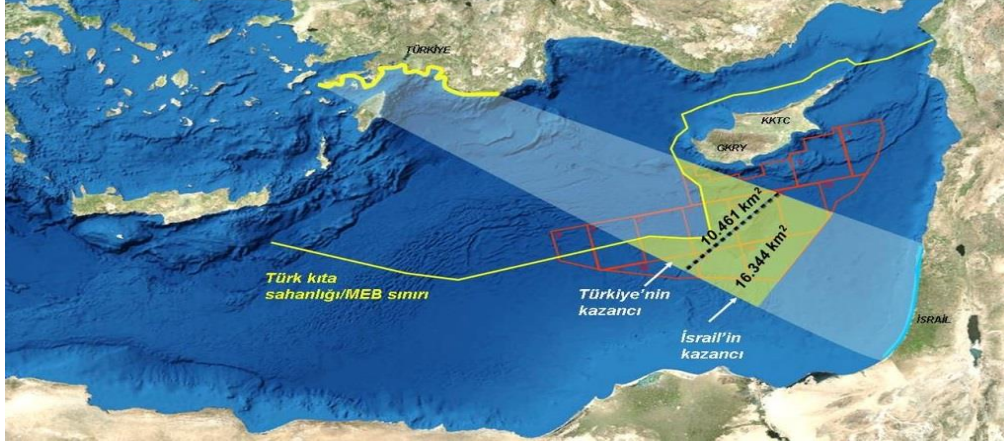 TÜRKİYE
KKTC
GKRY
10.461 km²
16.344 km²
Türk kıta
sahanlığı/MEB sınırı
Türkiye'nin
kazancı
İsrail'in
kazancı
İSRAİL